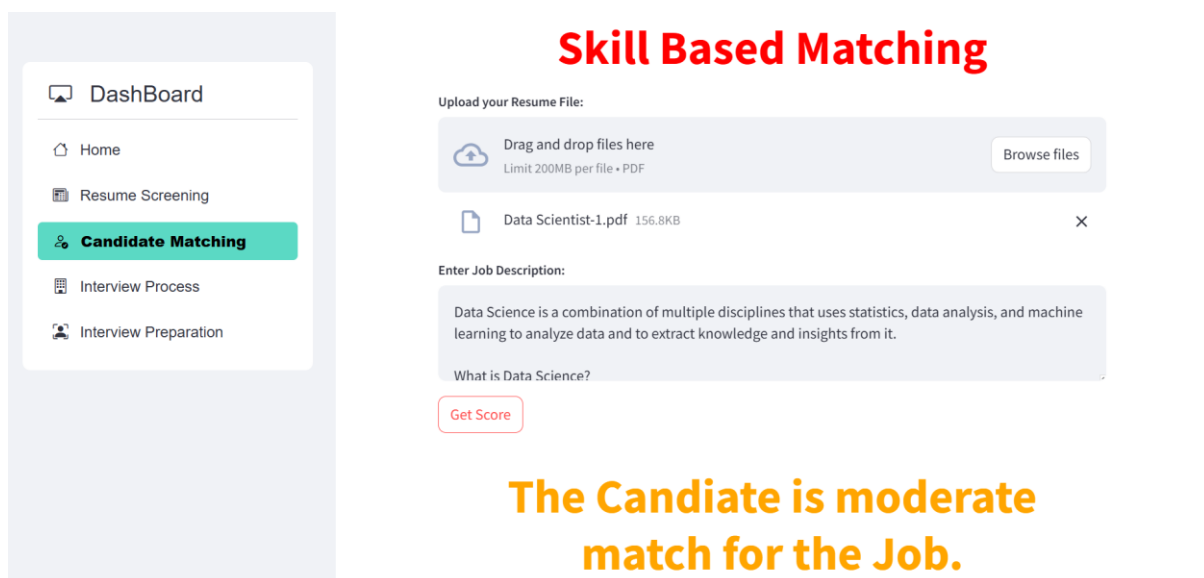 DashBoard
Home
Resume Screening
Candidate Matching
Interview Process
Interview Preparation
Skill Based Matching
Upload your Resume File:
Drag and drop files here
Limit 200MB per file • PDF
Browse files
Data Scientist-1.pdf 156.8KB
Enter Job Description:
Data Science is a combination of multiple disciplines that uses statistics, data analysis, and machine
learning to analyze data and to extract knowledge and insights from it.
What is Data Science?
Get Score
The Candiate is moderate
match for the Job.